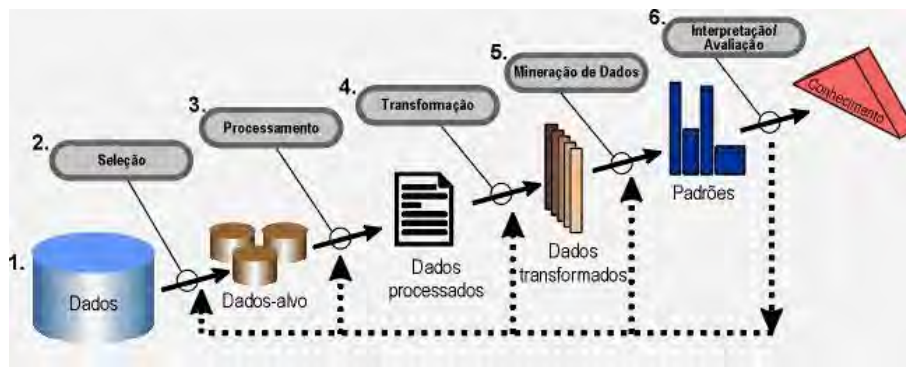 1.
Dados
2.
Seleção
Dados-alvo
3.
Processamento
Dados
processados
4.
Transformação
Dados
transformados
5.
Mineração de Dados
Padrões
6.
Interpretação/
Avaliação
Conhecimento